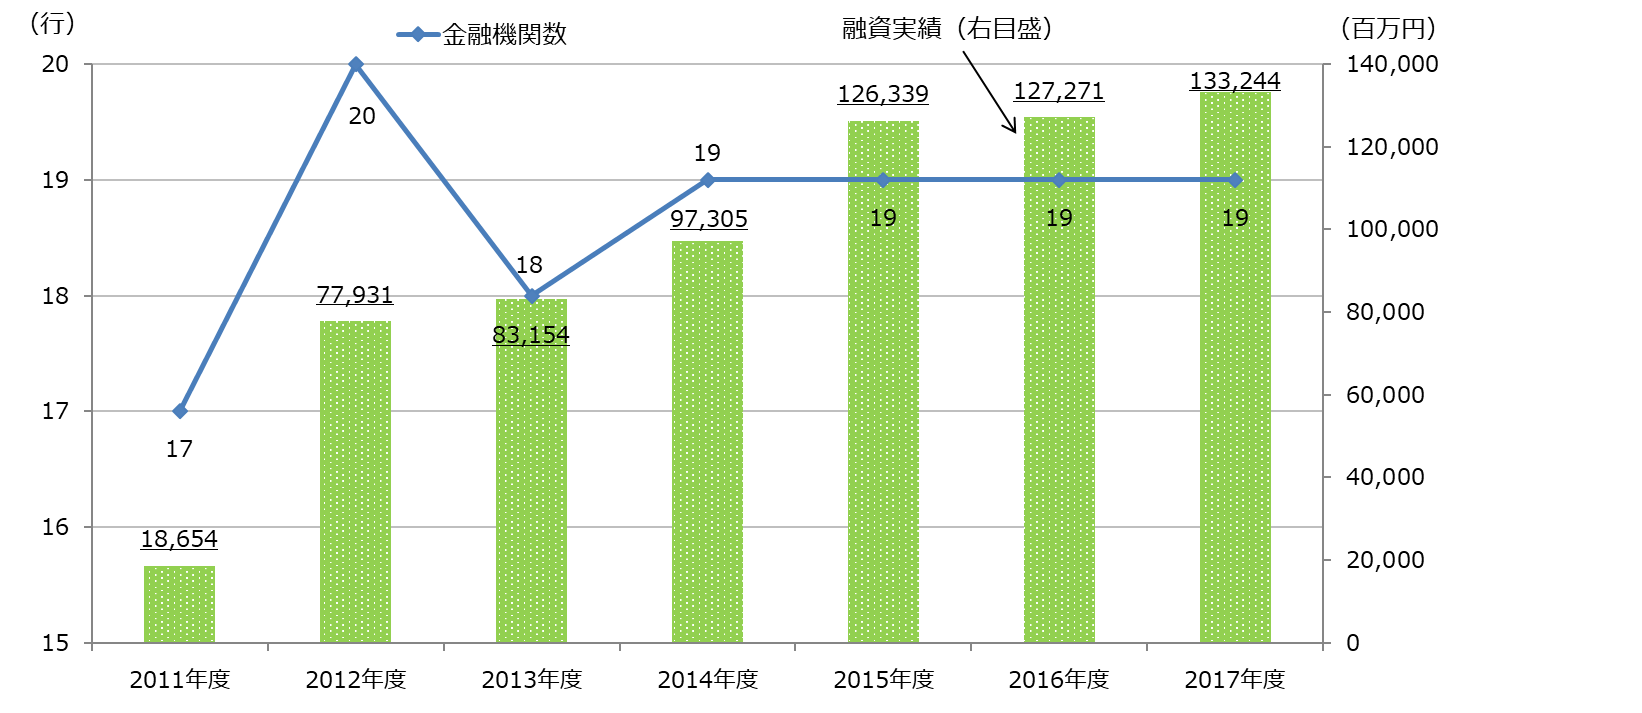 （行）
金融機関数
融資実績（右目盛）
（百万円）
20
19
18
17
16
15
140,000
120,000
100,000
80,000
60,000
40,000
20,000
0
17
20
18
19
19
19
19
18,654
77,931
83,154
97,305
126,339
127,271
133,244
2011年度
2012年度
2013年度
2014年度
2015年度
2016年度
2017年度